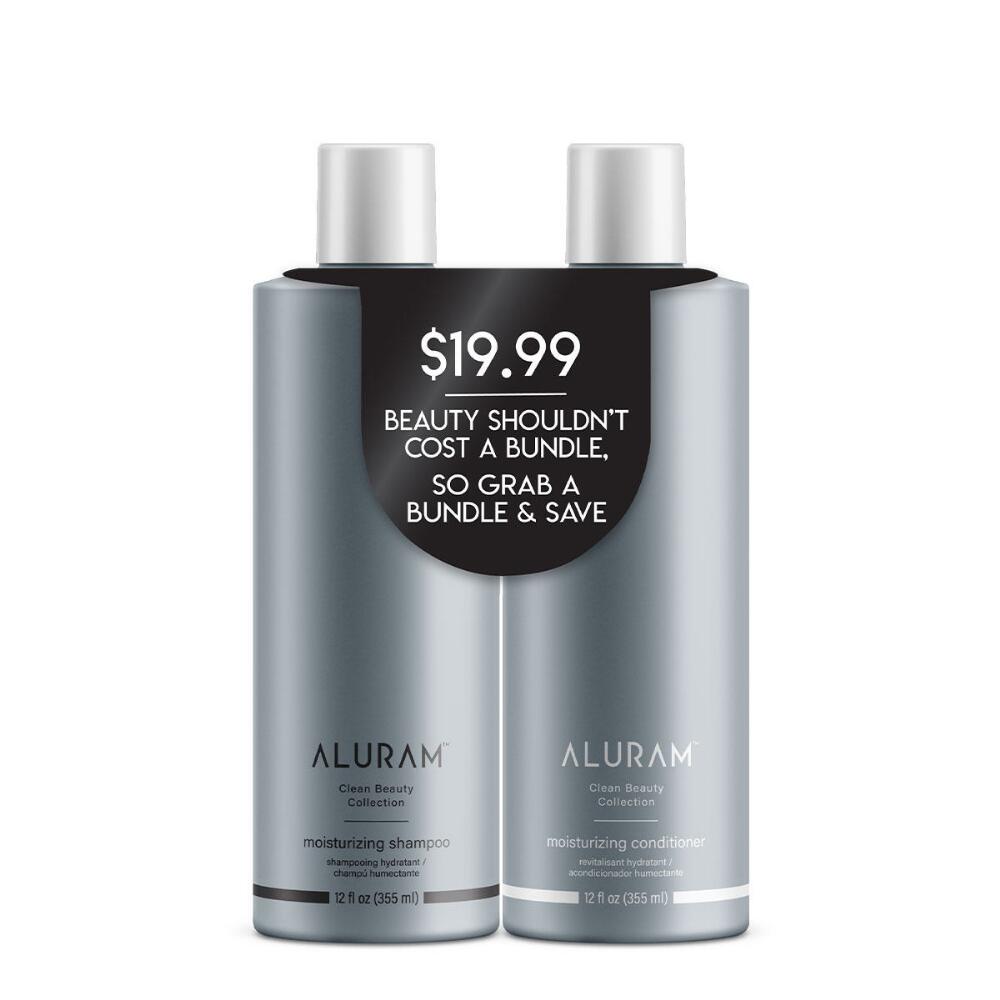 $19.99
BEAUTY SHOULDN'T
COST A BUNDLE,
SO GRAB A
BUNDLE & SAVE
ALURAM™
Clean Beauty
Collection
moisturizing shampoo
shampooing hydratant /
champú humectante
12 fl oz (355 ml)
ALURAM™
Clean Beauty
Collection
moisturizing conditioner
revitalisant hydratant /
acondicionador humectante
12 fl oz (355 ml)